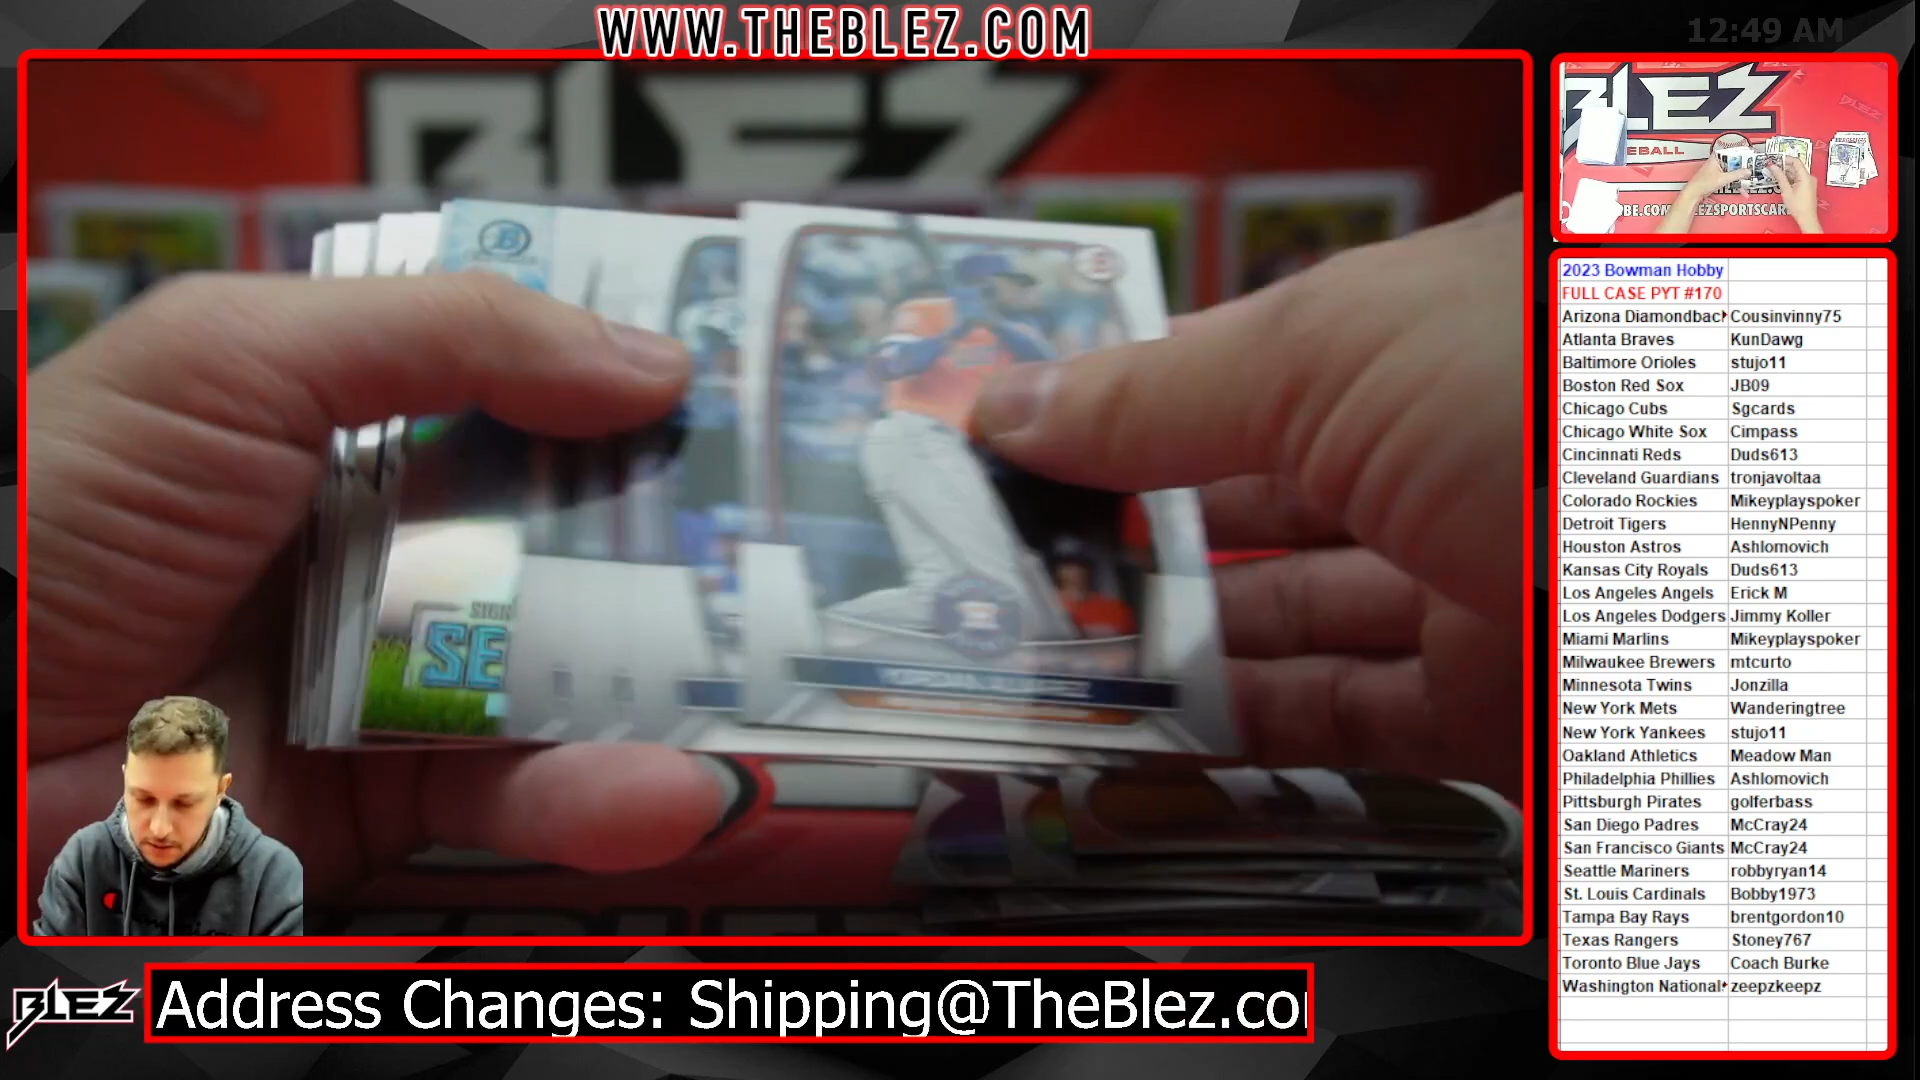 WWW.THEBLEZ.COM
12:49 AM
BLEZ
BLEZ
BLEZ
EBALL
SIGN
SE
2023 Bowman Hobby
FULL CASE PYT #170
Arizona Diamondbac Cousinvinny75
Atlanta Braves KunDawg
Baltimore Orioles stujo11
Boston Red Sox JB09
Chicago Cubs Sgcards
Chicago White Sox Cimpass
Cincinnati Reds Duds613
Cleveland Guardians tronjavoltaa
Colorado Rockies Mikeyplayspoker
Detroit Tigers HennyNPenny
Houston Astros Ashlomovich
Kansas City Royals Duds613
Los Angeles Angels Erick M
Los Angeles Dodgers Jimmy Koller
Miami Marlins Mikeyplayspoker
Milwaukee Brewers mtcurto
Minnesota Twins Jonzilla
New York Mets Wanderingtree
New York Yankees stujo11
Oakland Athletics Meadow Man
Philadelphia Phillies Ashlomovich
Pittsburgh Pirates golferbass
San Diego Padres McCray24
San Francisco Giants McCray24
Seattle Mariners robbyryan14
St. Louis Cardinals Bobby1973
Tampa Bay Rays brentgordon10
Texas Rangers Stoney767
Toronto Blue Jays Coach Burke
Washington National zeepzkeepz
BLEZ
Address Changes: Shipping@TheBlez.co